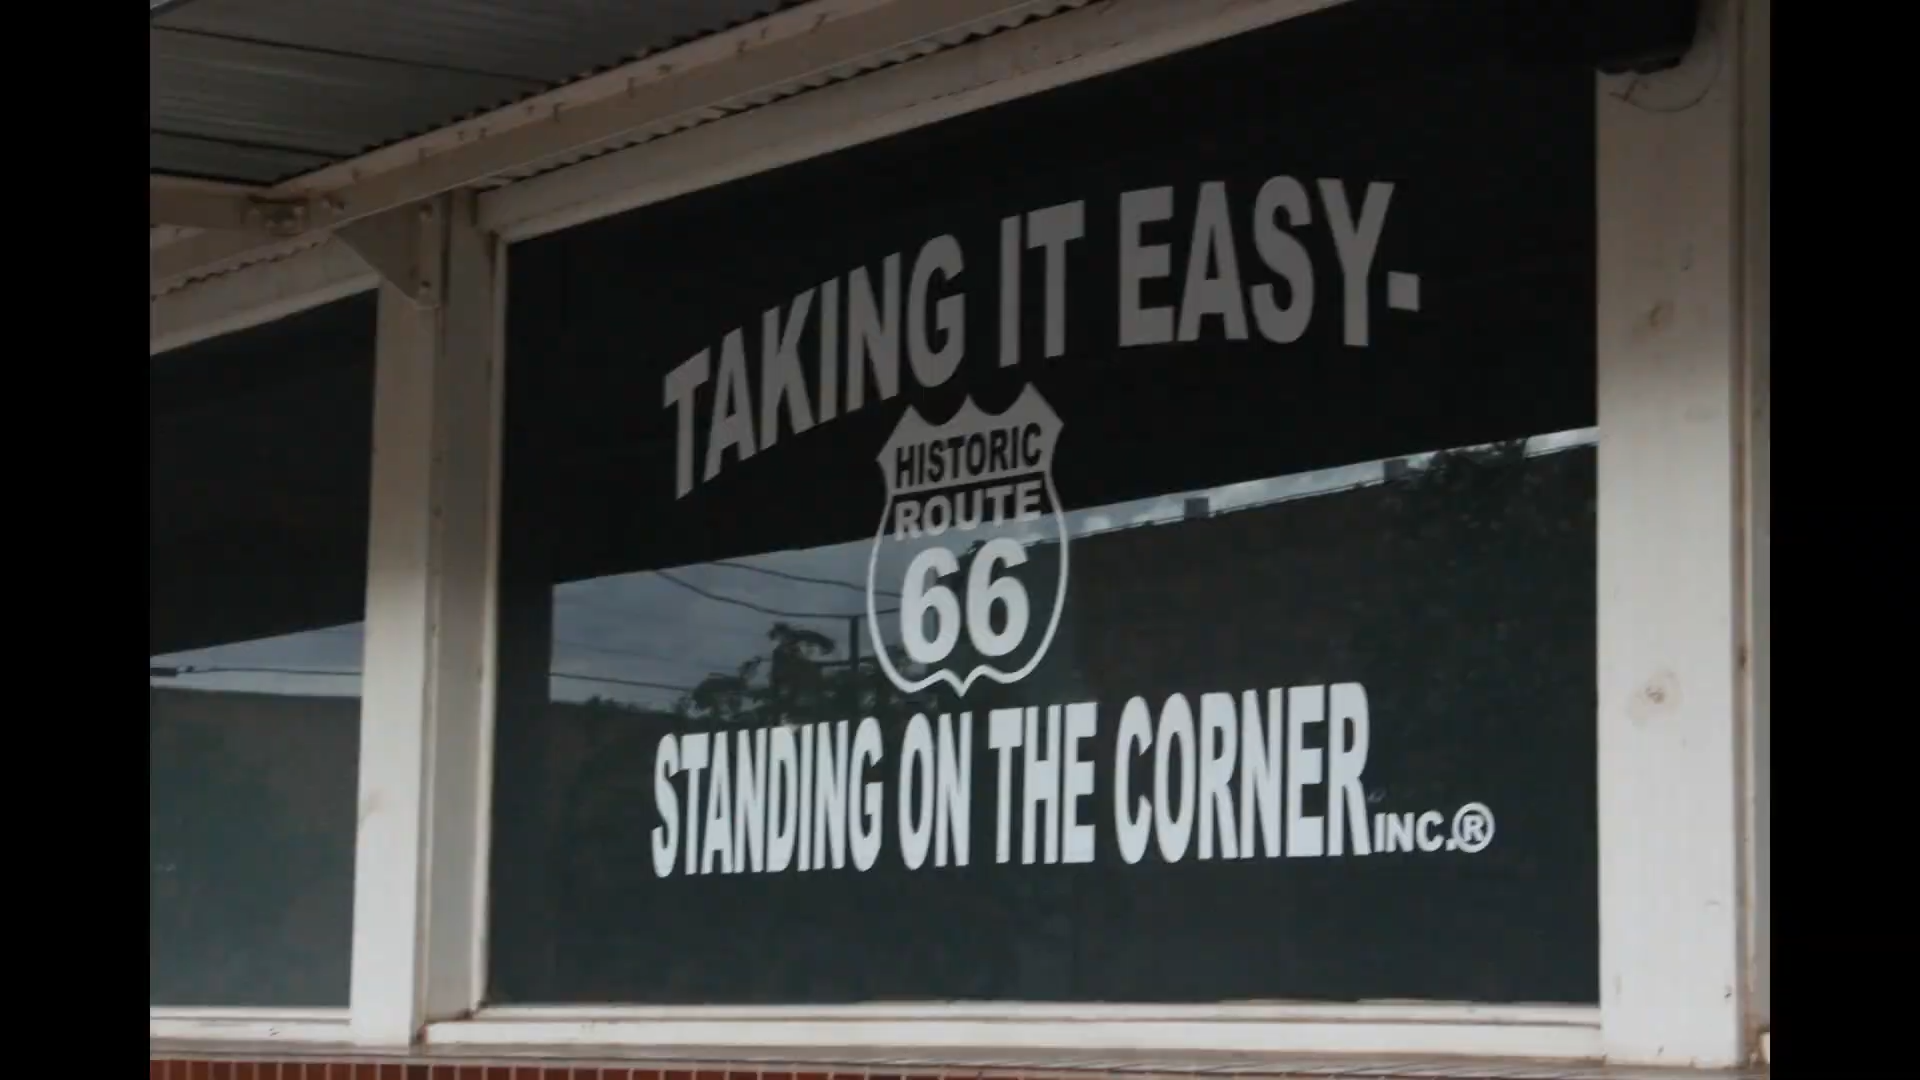 TAKING IT EASY-
HISTORIC
ROUTE
66
STANDING ON THE CORNER INC.®